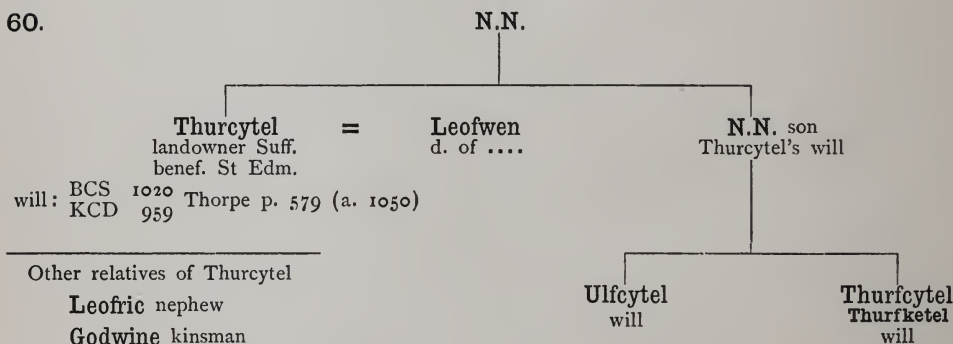 60.
N.N.
Thurcytel = Leofwen N.N. son
landowner Suff. d. of .... Thurcytel's will
benef. St Edm.
will: BCS 1020 Thorpe p. 579 (a. 1050)
KCD 959
Other relatives of Thurcytel
Leofric nephew
Godwine kinsman
Ulfcytel Thurfcytel
will Thurfketel
will